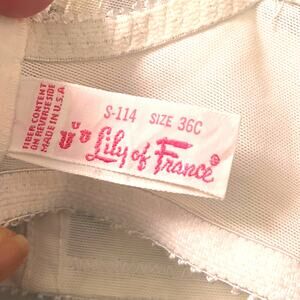 S-114 SIZE 36C
FIBER CONTENT
ON REVERSE SIDE
MADE IN U.S.A.
Lily of France®